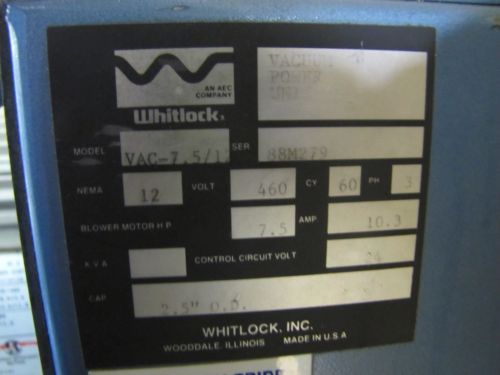 AN AEC
COMPANY
Whitlock
VACUUM
POWER
MODEL VAC-7.5/1 SER 88M279
NEMA 12 VOLT 460 CY 60 PH 3
BLOWER MOTOR H P 7.5 AMP. 10.3
K.V.A CONTROL CIRCUIT VOLT 24
CAP 2.5" O.D.
WHITLOCK, INC.
WOODDALE, ILLINOIS MADE IN U.S.A